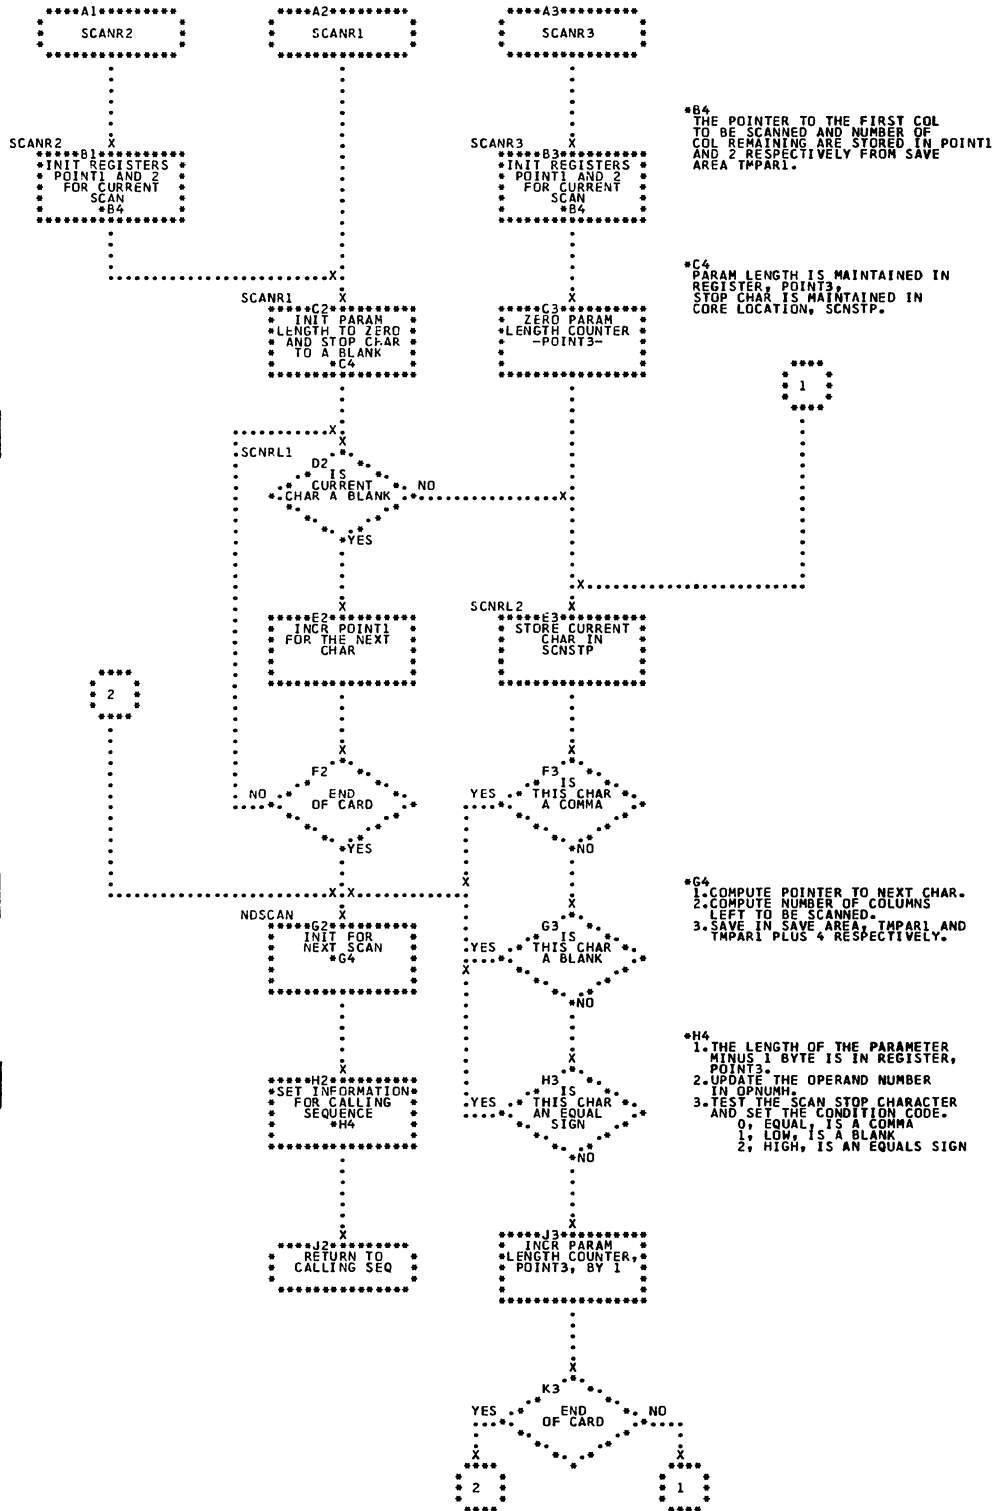 A1
SCANR2
A2
SCANR1
A3
SCANR3
*B4
THE POINTER TO THE FIRST COL
TO BE SCANNED AND NUMBER OF
COL REMAINING ARE STORED IN POINT1
AND 2 RESPECTIVELY FROM SAVE
AREA TMPAR1.
SCANR2
B1
INIT REGISTERS
POINT1 AND 2
FOR CURRENT
SCAN
*B4
SCANR3
B3
INIT REGISTERS
POINT1 AND 2
FOR CURRENT
SCAN
*B4
*C4
PARAM LENGTH IS MAINTAINED IN
REGISTER, POINT3,
STOP CHAR IS MAINTAINED IN
CORE LOCATION, SCNSTP.
SCANR1
C2
INIT PARAM
LENGTH TO ZERO
AND STOP CHAR
TO A BLANK
*C4
C3
ZERO PARAM
LENGTH COUNTER
-POINT3-
1
SCNRL1
D2
IS
CURRENT
CHAR A BLANK
NO
YES
E2
INCR POINT1
FOR THE NEXT
CHAR
SCNRL2
E3
STORE CURRENT
CHAR IN
SCNSTP
2
F2
END
OF CARD
NO
YES
F3
IS
THIS CHAR
A COMMA
YES
NO
NDSCAN
G2
INIT FOR
NEXT SCAN
*G4
G3
IS
THIS CHAR
A BLANK
YES
NO
*G4
1.COMPUTE POINTER TO NEXT CHAR.
2.COMPUTE NUMBER OF COLUMNS
LEFT TO BE SCANNED.
3.SAVE IN SAVE AREA, TMPAR1 AND
TMPAR1 PLUS 4 RESPECTIVELY.
H2
SET INFORMATION
FOR CALLING
SEQUENCE
*H4
H3
IS
THIS CHAR
AN EQUAL
SIGN
YES
NO
*H4
1.THE LENGTH OF THE PARAMETER
MINUS 1 BYTE IS IN REGISTER,
POINT3.
2.UPDATE THE OPERAND NUMBER
IN OPNUMH.
3.TEST THE SCAN STOP CHARACTER
AND SET THE CONDITION CODE.
0, EQUAL, IS A COMMA
1, LOW, IS A BLANK
2, HIGH, IS AN EQUALS SIGN
J2
RETURN TO
CALLING SEQ
J3
INCR PARAM
LENGTH COUNTER,
POINT3, BY 1
K3
END
OF CARD
YES
NO
2
1